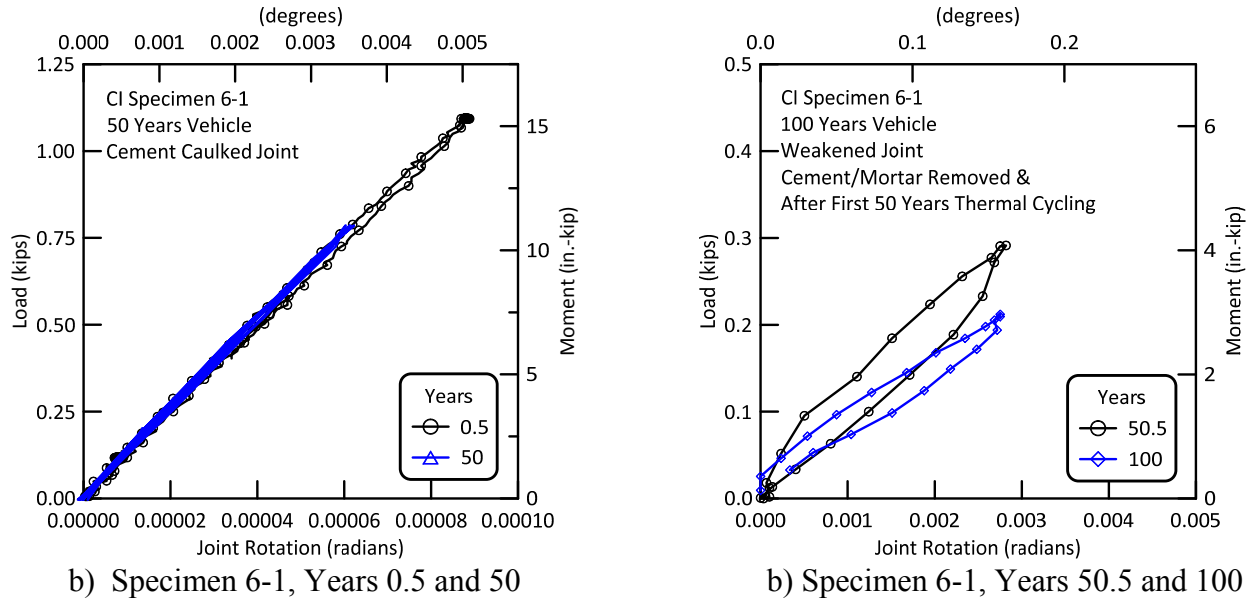 (degrees)
0.000 0.001 0.002 0.003 0.004 0.005
1.25
1.00
0.75
0.50
0.25
0.00
Load (kips)
CI Specimen 6-1
50 Years Vehicle
Cement Caulked Joint
15
10
5
0
Moment (in.-kip)
Years
0.5
50
0.00000 0.00002 0.00004 0.00006 0.00008 0.00010
Joint Rotation (radians)
b) Specimen 6-1, Years 0.5 and 50
(degrees)
0.0 0.1 0.2
0.5
0.4
0.3
0.2
0.1
0.0
Load (kips)
CI Specimen 6-1
100 Years Vehicle
Weakened Joint
Cement/Mortar Removed &
After First 50 Years Thermal Cycling
6
4
2
0
Moment (in.-kip)
Years
50.5
100
0.000 0.001 0.002 0.003 0.004 0.005
Joint Rotation (radians)
b) Specimen 6-1, Years 50.5 and 100